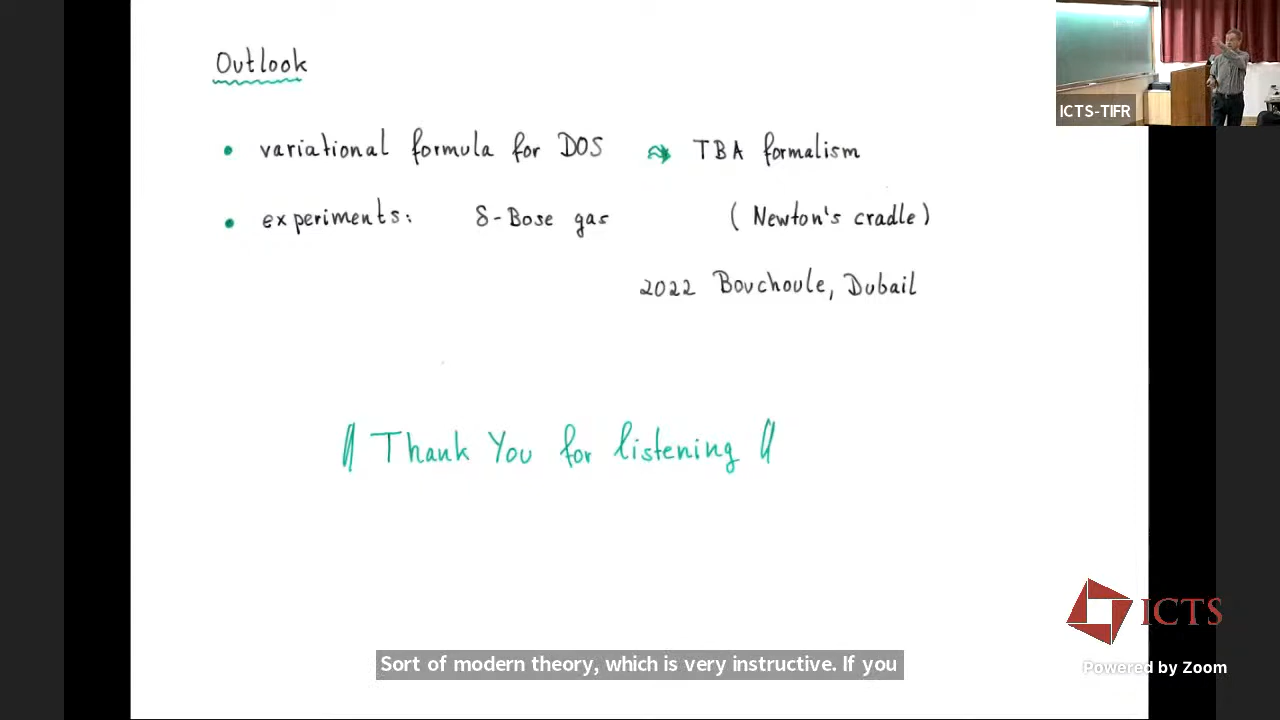 Outlook
• variational formula for DOS ⇝ TBA formalism
• experiments: δ-Bose gas (Newton's cradle)
2022 Bouchoule, Dubail
Thank You for listening
Sort of modern theory, which is very instructive. If you
ICTS-TIFR
ICTS
Powered by Zoom